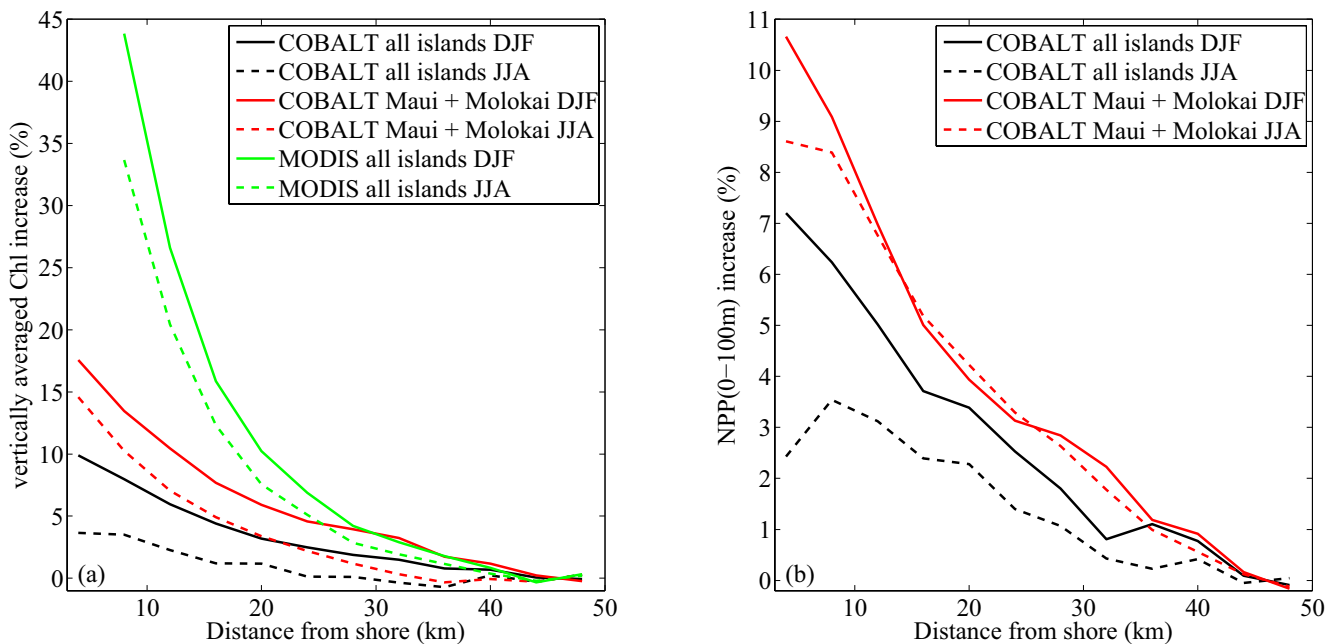 45
40
35
30
25
20
15
10
5
0
vertically averaged Chl increase (%)
COBALT all islands DJF
COBALT all islands JJA
COBALT Maui + Molokai DJF
COBALT Maui + Molokai JJA
MODIS all islands DJF
MODIS all islands JJA
(a)
10 20 30 40 50
Distance from shore (km)
11
10
9
8
7
6
5
4
3
2
1
0
NPP(0−100m) increase (%)
COBALT all islands DJF
COBALT all islands JJA
COBALT Maui + Molokai DJF
COBALT Maui + Molokai JJA
(b)
10 20 30 40 50
Distance from shore (km)